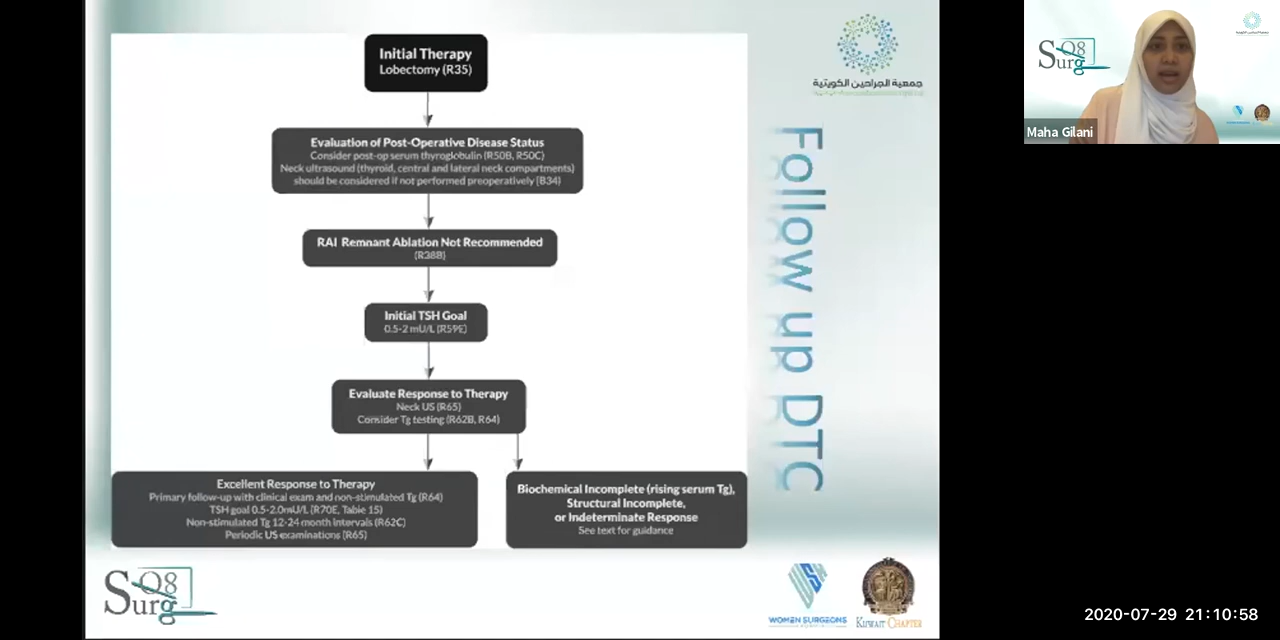 Initial Therapy
Lobectomy (R35)
Evaluation of Post-Operative Disease Status
Consider post-op serum thyroglobulin (R50B, R50C)
Neck ultrasound (thyroid, central and lateral neck compartments)
should be considered if not performed preoperatively (B34)
RAI Remnant Ablation Not Recommended
(R38B)
Initial TSH Goal
0.5-2 mU/L (R59E)
Evaluate Response to Therapy
Neck US (R65)
Consider Tg testing (R62B, R64)
Excellent Response to Therapy
Primary follow-up with clinical exam and non-stimulated Tg (R64)
TSH goal 0.5-2.0mU/L (R70E, Table 15)
Non-stimulated Tg 12-24 month intervals (R62C)
Periodic US examinations (R65)
Biochemical Incomplete (rising serum Tg),
Structural Incomplete,
or Indeterminate Response
See text for guidance
Follow up DTC
جمعية الجراحين الكويتية
Q8
Surg
WOMEN SURGEONS
KUWAIT CHAPTER
Q8
Surg
Maha Gilani
2020-07-29 21:10:58